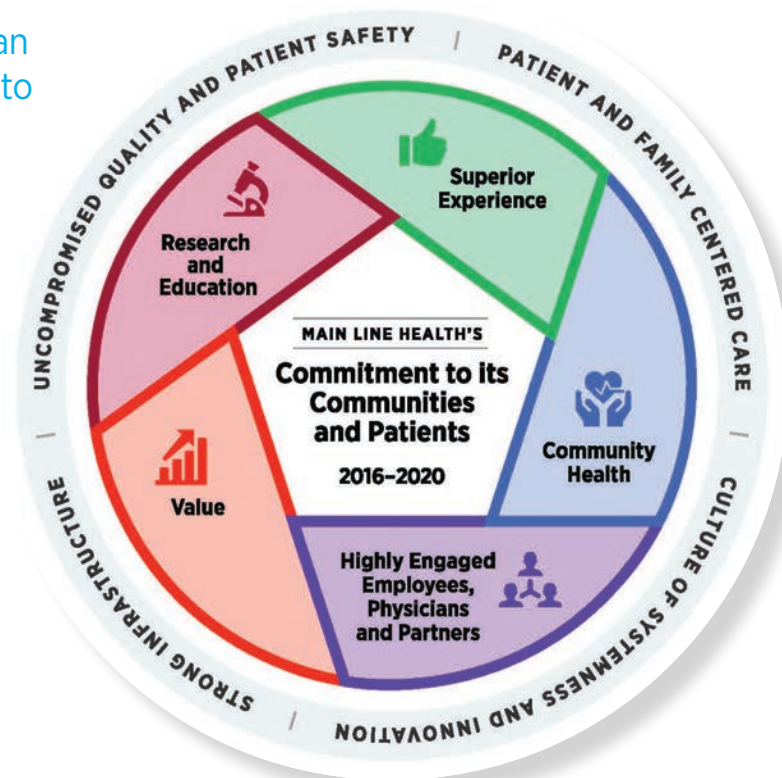 an
to
UNCOMPROMISED QUALITY AND PATIENT SAFETY
PATIENT AND FAMILY CENTERED CARE
CULTURE OF SYSTEMNESS AND INNOVATION
STRONG INFRASTRUCTURE
Superior
Experience
Research
and
Education
MAIN LINE HEALTH'S
Commitment to its
Communities
and Patients
2016–2020
Community
Health
Value
Highly Engaged
Employees,
Physicians
and Partners